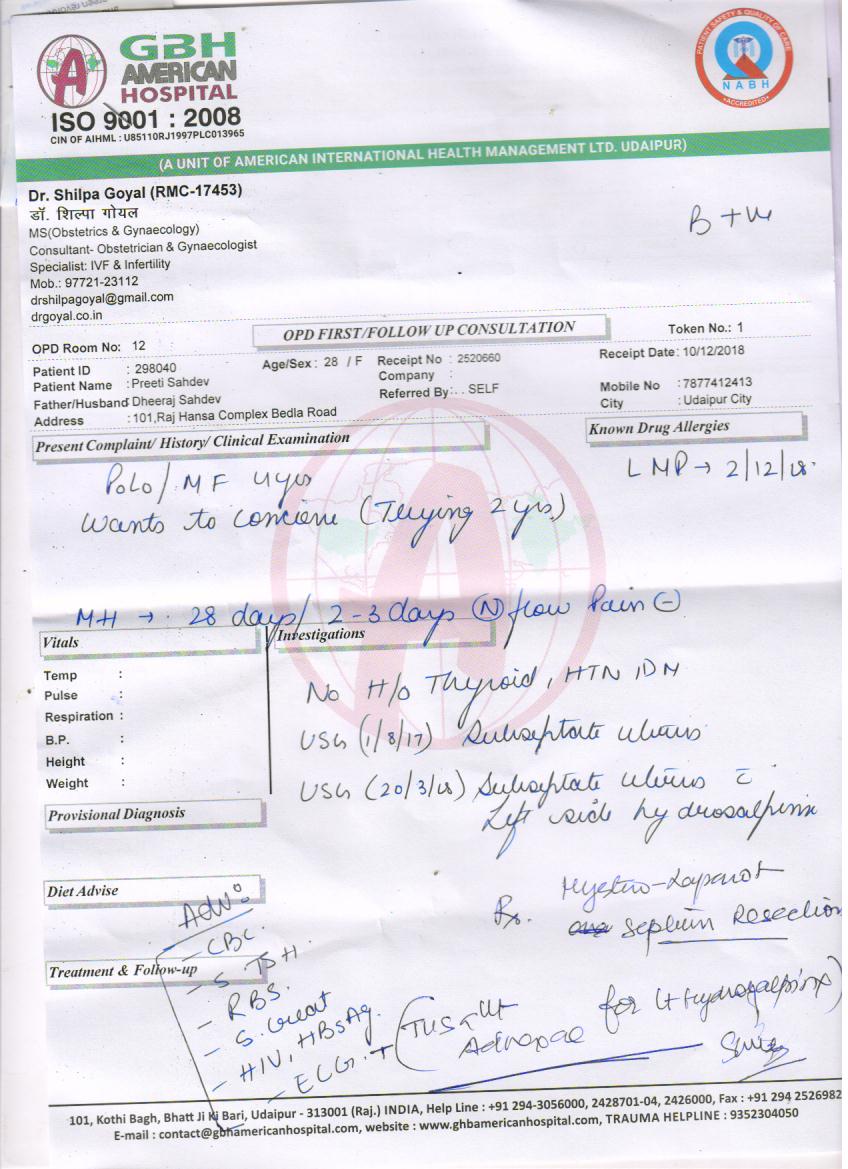 GBH
AMERICAN
HOSPITAL
ISO 9001 : 2008
CIN OF AIHML : U85110RJ1997PLC013965
PATIENT SAFETY & QUALITY OF CARE
NABH
ACCREDITED
(A UNIT OF AMERICAN INTERNATIONAL HEALTH MANAGEMENT LTD. UDAIPUR)
Dr. Shilpa Goyal (RMC-17453)
डॉ. शिल्पा गोयल
MS(Obstetrics & Gynaecology)
Consultant- Obstetrician & Gynaecologist
Specialist: IVF & Infertility
Mob.: 97721-23112
drshilpagoyal@gmail.com
drgoyal.co.in
B + ve
OPD Room No: 12
OPD FIRST/FOLLOW UP CONSULTATION
Token No.: 1
Patient ID : 298040 Age/Sex : 28 / F Receipt No : 2520660 Receipt Date: 10/12/2018
Patient Name : Preeti Sahdev Company :
Father/Husband Dheeraj Sahdev Referred By: . . SELF Mobile No : 7877412413
Address : 101,Raj Hansa Complex Bedla Road City : Udaipur City
Present Complaint/ History/ Clinical Examination
Known Drug Allergies
LMP → 2/12/18
P0L0 / MF 4 yrs
Wants to conceive (Trying 2 yrs)
MH → 28 days/ 2-3 days (N) flow Pain (-)
Vitals
Investigations
Temp :
Pulse :
Respiration :
B.P. :
Height :
Weight :
No H/o Thyroid, HTN, DM
USG (1/8/17) Subseptate uterus
USG (20/3/18) Subseptate uterus c̄
Left side hydrosalpinx
Provisional Diagnosis
Diet Advise
Rx. Hystero-Laparot
septum Resection
Adv:
- CBC
- S. TSH
- RBS.
- S. Creat
- HIV, HBsAg.
- ECG.
Treatment & Follow-up
+ (TVS Lt
Adnexae for Lt Hydrosalpinx)
101, Kothi Bagh, Bhatt Ji Ki Bari, Udaipur - 313001 (Raj.) INDIA, Help Line : +91 294-3056000, 2428701-04, 2426000, Fax : +91 294 2526982
E-mail : contact@gbhamericanhospital.com, website : www.ghbamericanhospital.com, TRAUMA HELPLINE : 9352304050